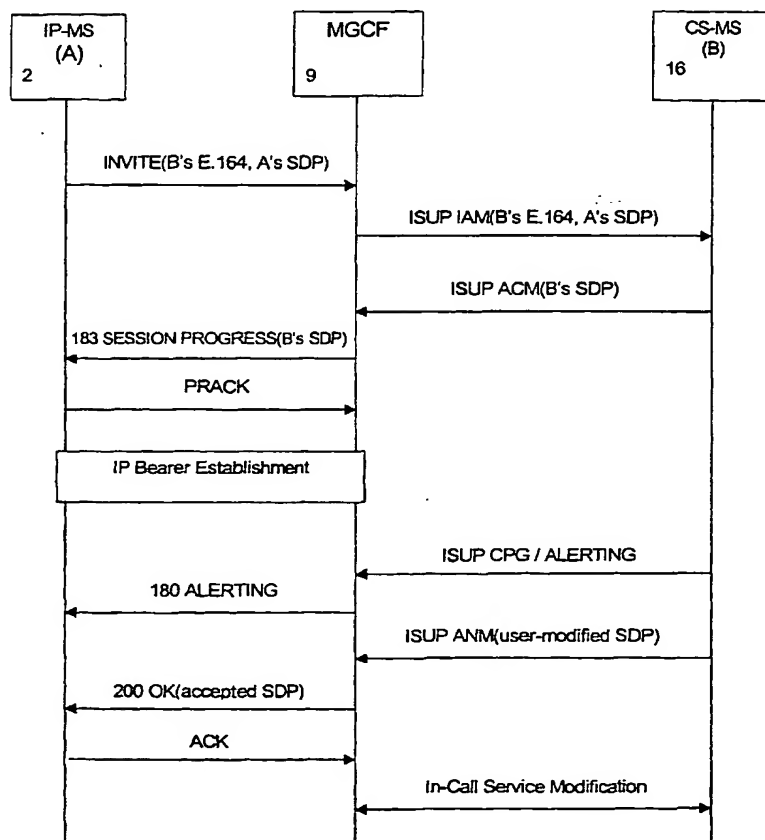 IP-MS
(A)
2
MGCF
9
CS-MS
(B)
16
INVITE(B's E.164, A's SDP)
ISUP IAM(B's E.164, A's SDP)
ISUP ACM(B's SDP)
183 SESSION PROGRESS(B's SDP)
PRACK
IP Bearer Establishment
ISUP CPG / ALERTING
180 ALERTING
ISUP ANM(user-modified SDP)
200 OK(accepted SDP)
ACK
In-Call Service Modification